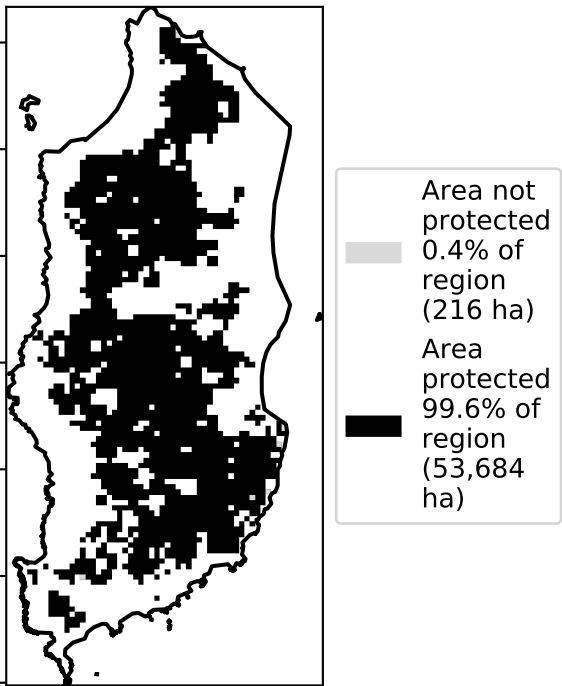 Area not
protected
0.4% of
region
(216 ha)
Area
protected
99.6% of
region
(53,684
ha)